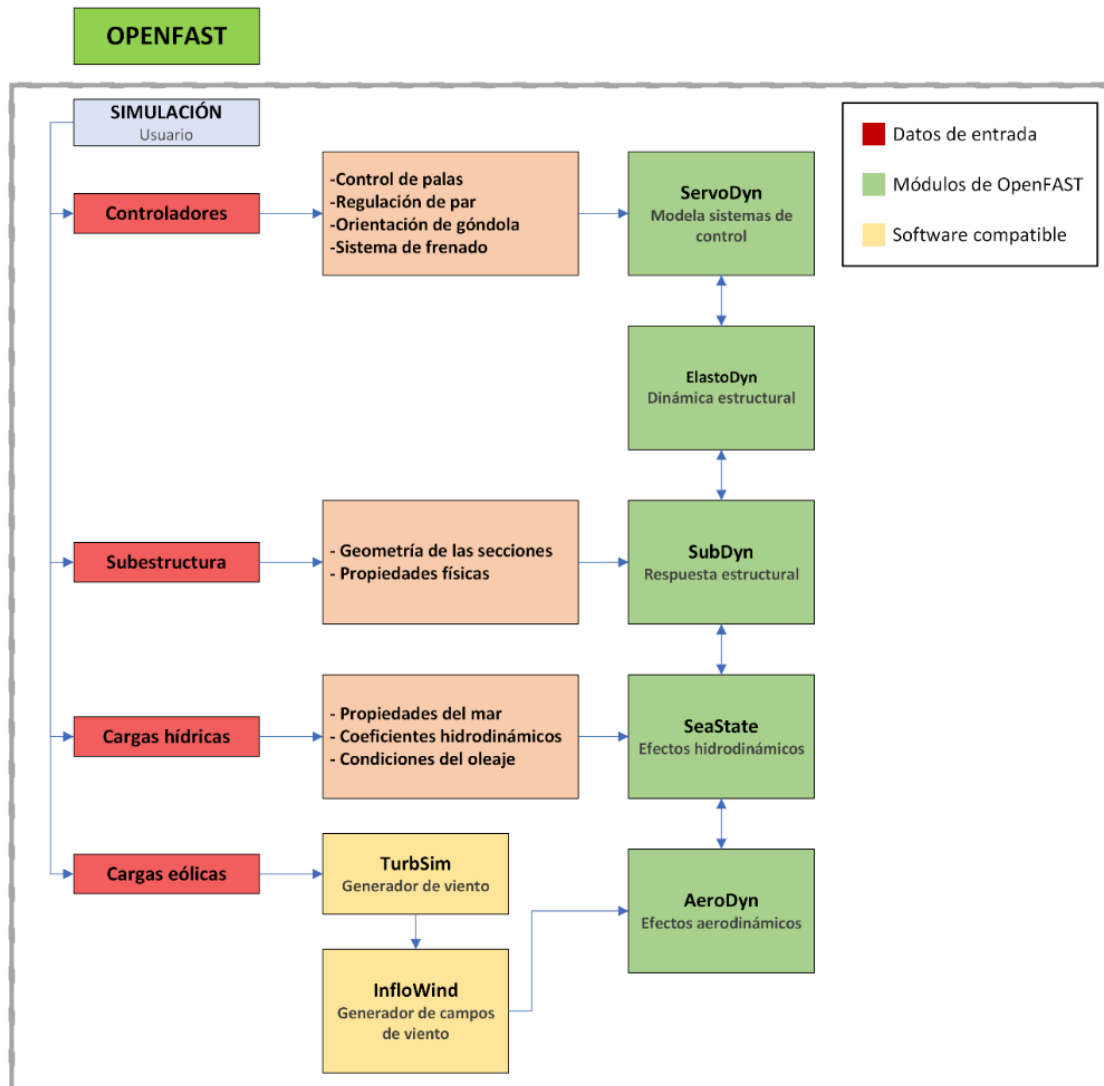 OPENFAST
SIMULACIÓN
Usuario
Controladores
-Control de palas
-Regulación de par
-Orientación de góndola
-Sistema de frenado
ServoDyn
Modela sistemas de
control
Datos de entrada
Módulos de OpenFAST
Software compatible
ElastoDyn
Dinámica estructural
Subestructura
- Geometría de las secciones
- Propiedades físicas
SubDyn
Respuesta estructural
Cargas hídricas
- Propiedades del mar
- Coeficientes hidrodinámicos
- Condiciones del oleaje
SeaState
Efectos hidrodinámicos
Cargas eólicas
TurbSim
Generador de viento
AeroDyn
Efectos aerodinámicos
InfloWind
Generador de campos
de viento